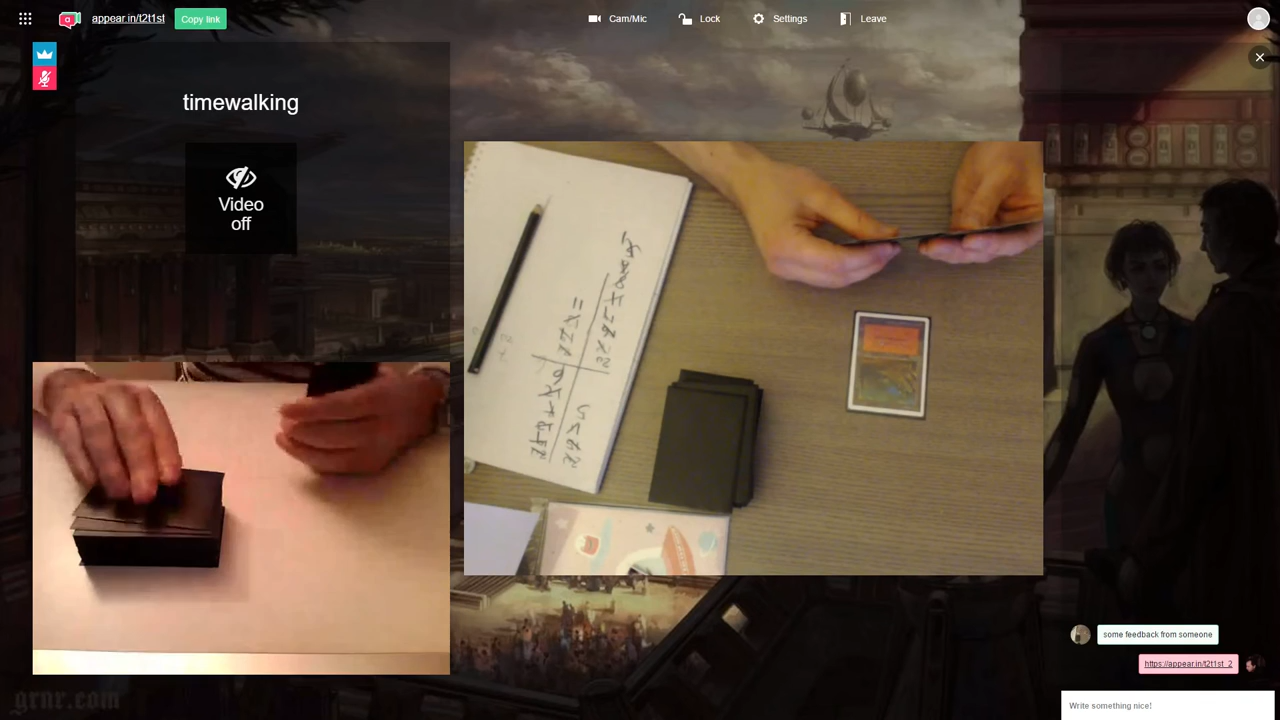 appear.in/t2t1st
Copy link
Cam/Mic
Lock
Settings
Leave
timewalking
Video
off
some feedback from someone
https://appear.in/t2t1st_2
Write something nice!
grnr.com